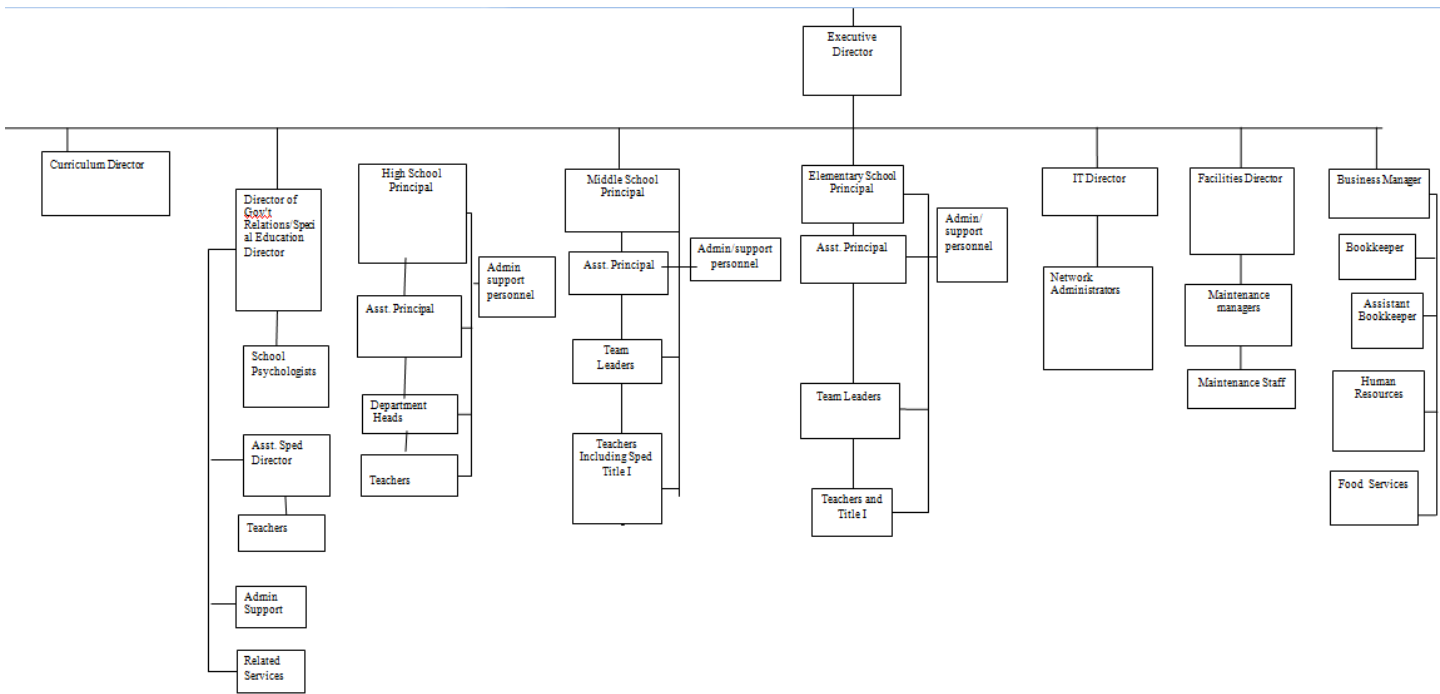 Executive
Director
Curriculum Director
Director of
Gov't
Relations/Speci
al Education
Director
School
Psychologists
Asst. Sped
Director
Teachers
Admin
Support
Related
Services
High School
Principal
Admin
support
personnel
Asst. Principal
Department
Heads
Teachers
Middle School
Principal
Asst. Principal
Admin/support
personnel
Team
Leaders
Teachers
Including Sped
Title I
Elementary School
Principal
Admin/
support
personnel
Asst. Principal
Team Leaders
Teachers and
Title I
IT Director
Network
Administrators
Facilities Director
Maintenance
managers
Maintenance Staff
Business Manager
Bookkeeper
Assistant
Bookkeeper
Human
Resources
Food Services